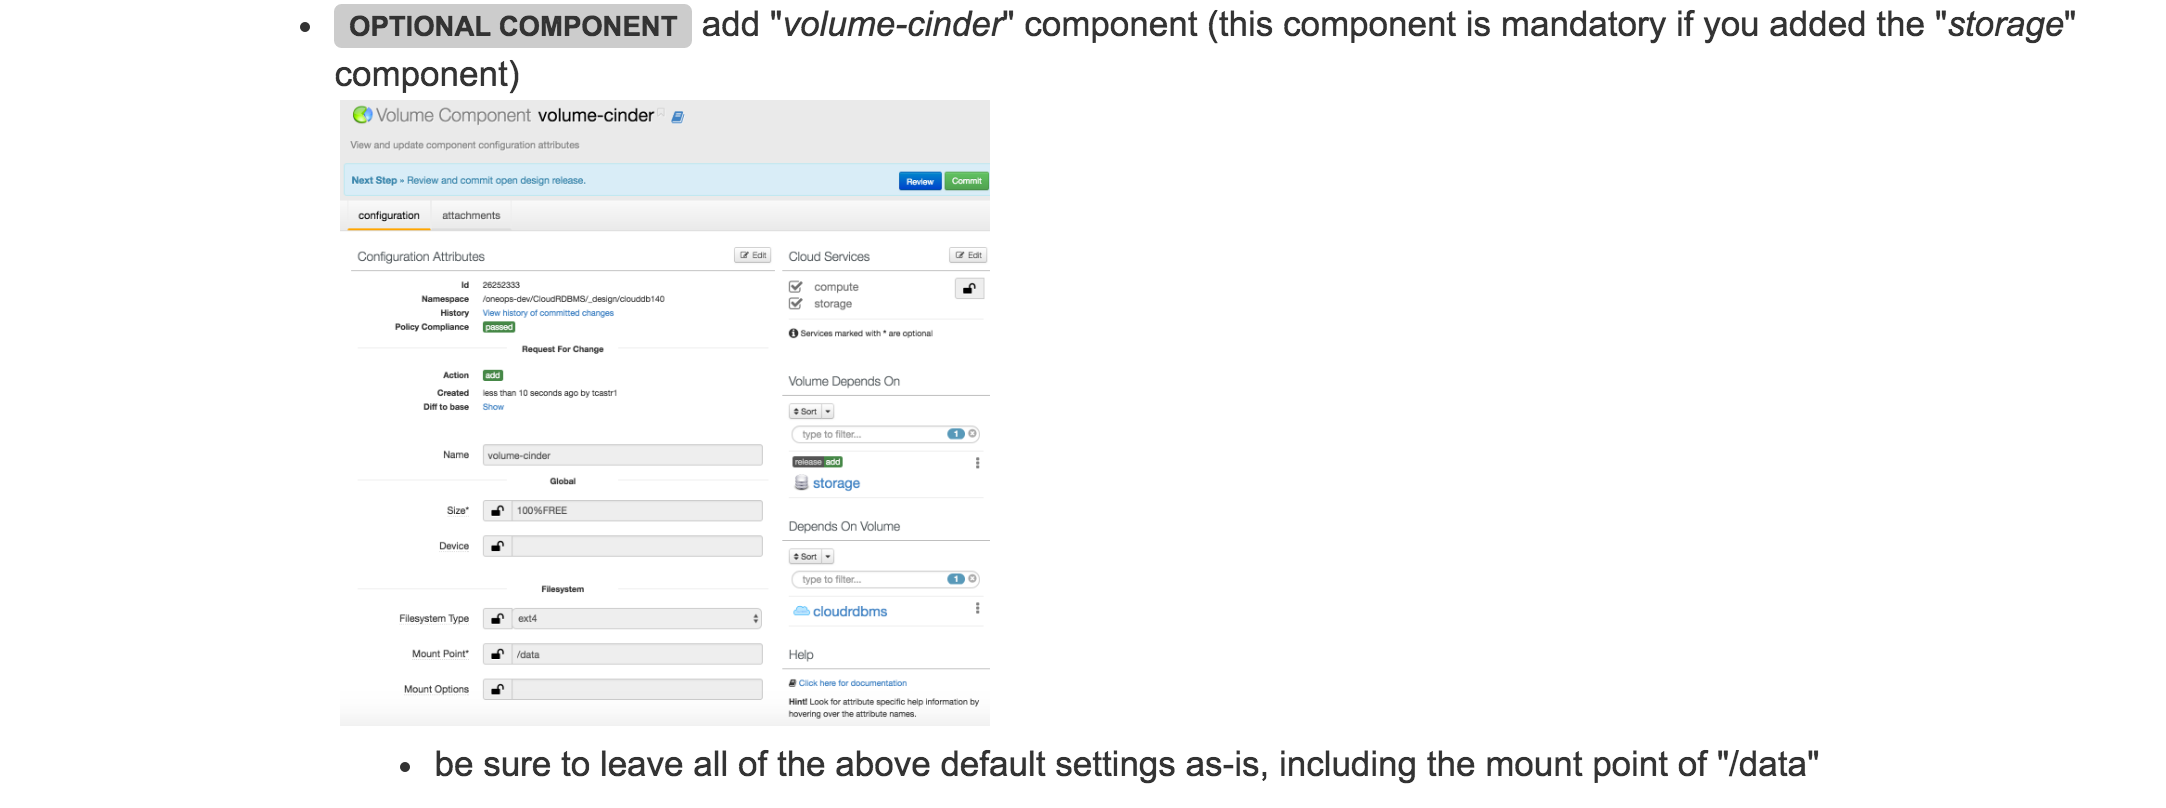 • OPTIONAL COMPONENT add "volume-cinder" component (this component is mandatory if you added the "storage"
component)
Volume Component volume-cinder
View and update component configuration attributes
Next Step » Review and commit open design release.
Review Commit
configuration attachments
Configuration Attributes
Edit
Id 26252333
Namespace /oneops-dev/CloudRDBMS/_design/clouddb140
History View history of committed changes
Policy Compliance passed
Request For Change
Action add
Created less than 10 seconds ago by tcastr1
Diff to base Show
Name volume-cinder
Global
Size* 100%FREE
Device
Filesystem
Filesystem Type ext4
Mount Point* /data
Mount Options
Cloud Services
Edit
compute
storage
Services marked with * are optional
Volume Depends On
Sort
type to filter... 1
release add
storage
Depends On Volume
Sort
type to filter... 1
cloudrdbms
Help
Click here for documentation
Hint! Look for attribute specific help information by
hovering over the attribute names.
• be sure to leave all of the above default settings as-is, including the mount point of "/data"